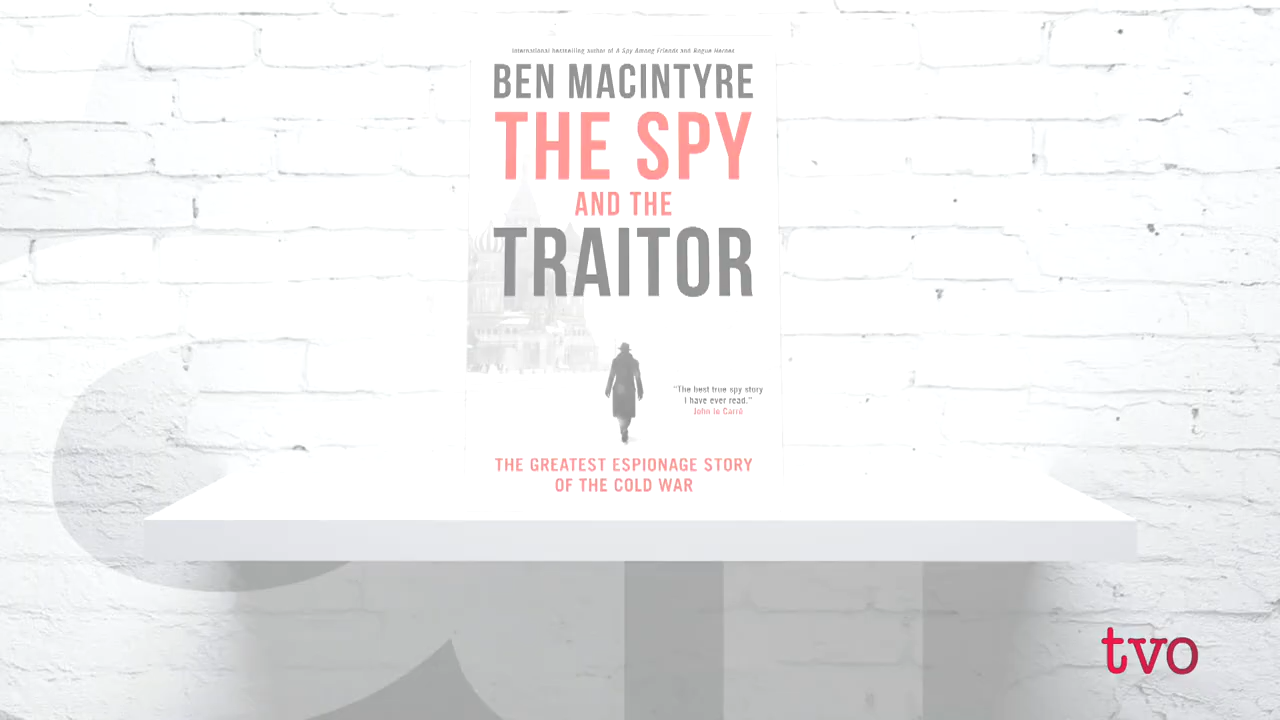 International bestselling author of A Spy Among Friends and Rogue Heroes
BEN MACINTYRE
THE SPY
AND THE
TRAITOR
"The best true spy story
I have ever read."
John le Carré
THE GREATEST ESPIONAGE STORY
OF THE COLD WAR
tvo